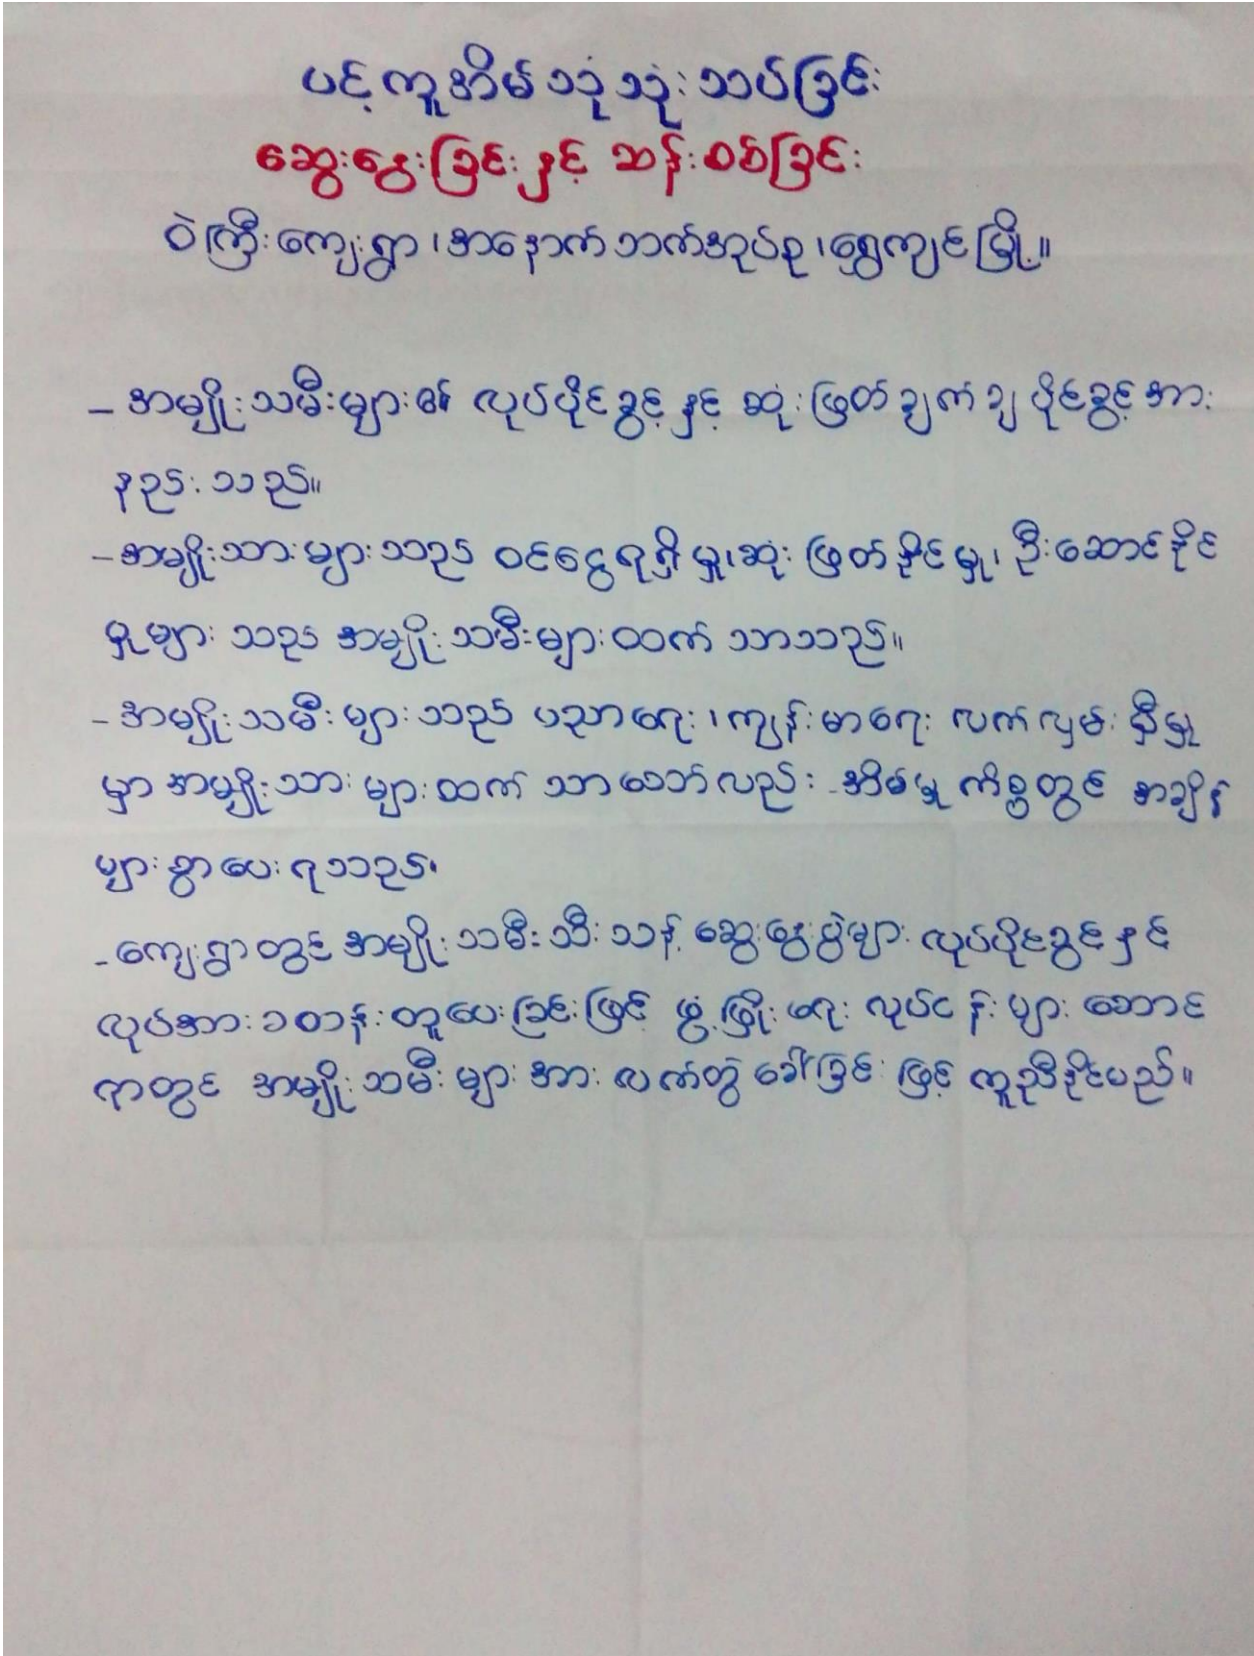 ပင့်ကူအိမ်သုံသုံးသပ်ခြင်း
ဆွေးနွေးခြင်းနှင့် ဆန်းစစ်ခြင်း
ဝဲကြီးကျေးရွာ၊အနောက်ဘက်အုပ်စု၊ရွှေကျင်မြို့။
- အမျိုးသမီးများ၏ လုပ်ပိုင်ခွင့်နှင့် ဆုံးဖြတ်ချက်ချပိုင်ခွင့်အား
နည်းသည်။
- အမျိုးသားများသည် ဝင်ငွေရရှိမှု၊ဆုံးဖြတ်နိုင်မှု၊ ဦးဆောင်နိုင်
မှုများ သည် အမျိုးသမီးများထက် သာသည်။
- အမျိုးသမီးများသည် ပညာရေး၊ကျန်းမာရေး လက်လှမ်းမှီမှု
မှာ အမျိုးသားများထက် သာသော်လည်း အိမ်မှု ကိစ္စတွင် အချိန်
များစွာပေးရသည်။
- ကျေးရွာတွင် အမျိုးသမီးသီးသန့် ဆွေးနွေးပွဲများ လုပ်ပိုင်ခွင့်နှင့်
လုပ်အားခတန်းတူပေးခြင်းဖြင့် ဖွံ့ဖြိုးရေး လုပ်ငန်းများ ဆောင်
ရာတွင် အမျိုးသမီးများအား လက်တွဲခေါ်ခြင်းဖြင့် ကူညီနိုင်မည်။